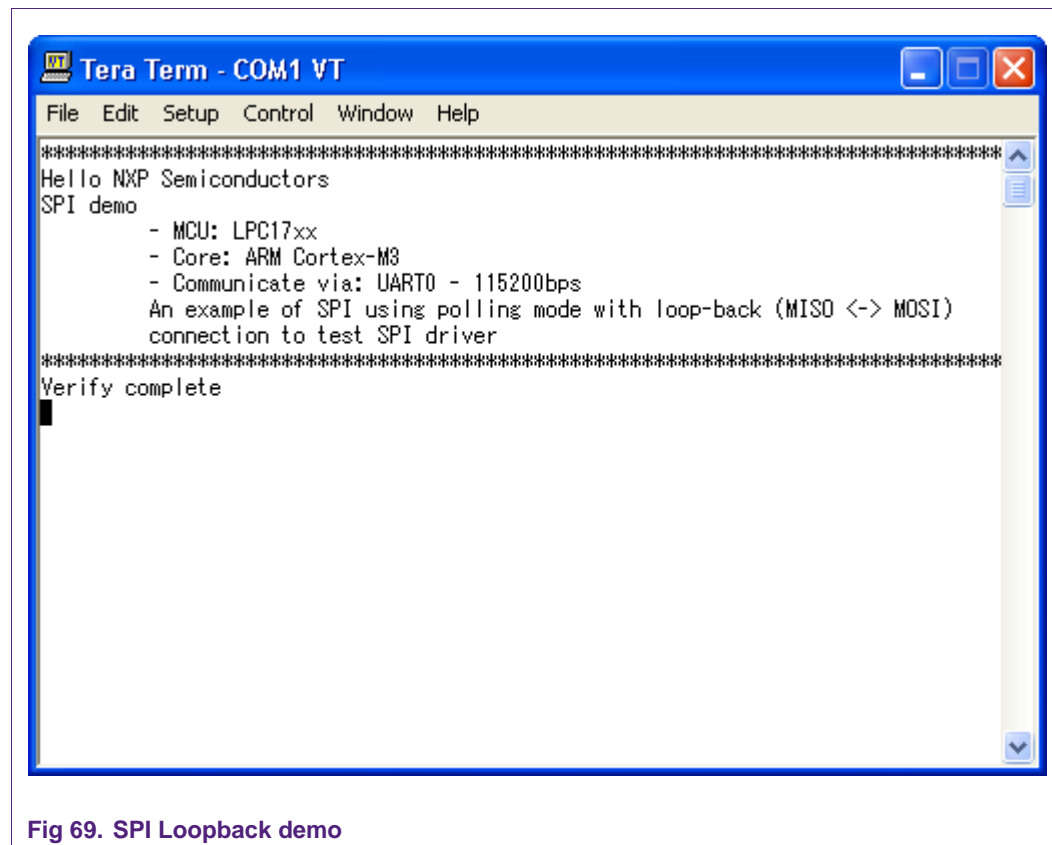 Tera Term - COM1 VT
File Edit Setup Control Window Help
********************************************************************************
Hello NXP Semiconductors
SPI demo
- MCU: LPC17xx
- Core: ARM Cortex-M3
- Communicate via: UART0 - 115200bps
An example of SPI using polling mode with loop-back (MISO <-> MOSI)
connection to test SPI driver
********************************************************************************
Verify complete
Fig 69. SPI Loopback demo